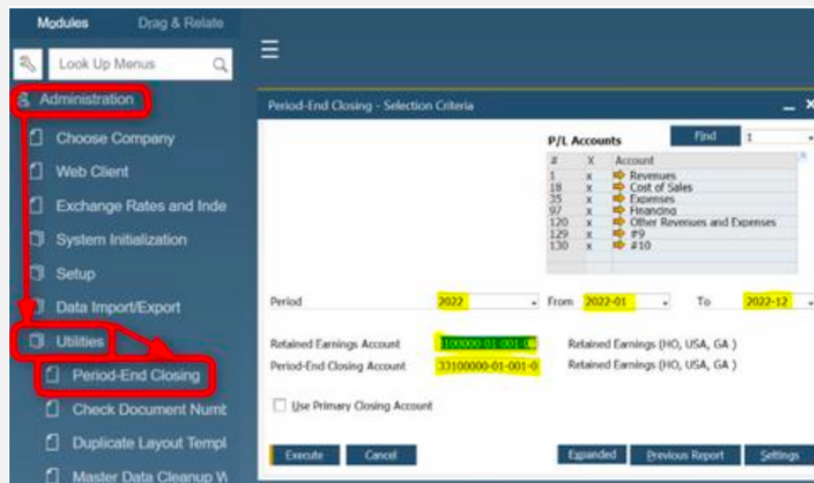 Modules Drag & Relate
Look Up Menus
Administration
Choose Company
Web Client
Exchange Rates and Inde
System Initialization
Setup
Data Import/Export
Utilities
Period-End Closing
Check Document Numb
Duplicate Layout Templ
Master Data Cleanup W
Period-End Closing - Selection Criteria
P/L Accounts Find 1
# X Account
1 x Revenues
18 x Cost of Sales
35 x Expenses
97 x Financing
120 x Other Revenues and Expenses
129 x #9
130 x #10
Period 2022 From 2022-01 To 2022-12
Retained Earnings Account Retained Earnings (HO, USA, GA )
Period-End Closing Account 33100000-01-001-0 Retained Earnings (HO, USA, GA )
Use Primary Closing Account
Execute Cancel Expanded Previous Report Settings